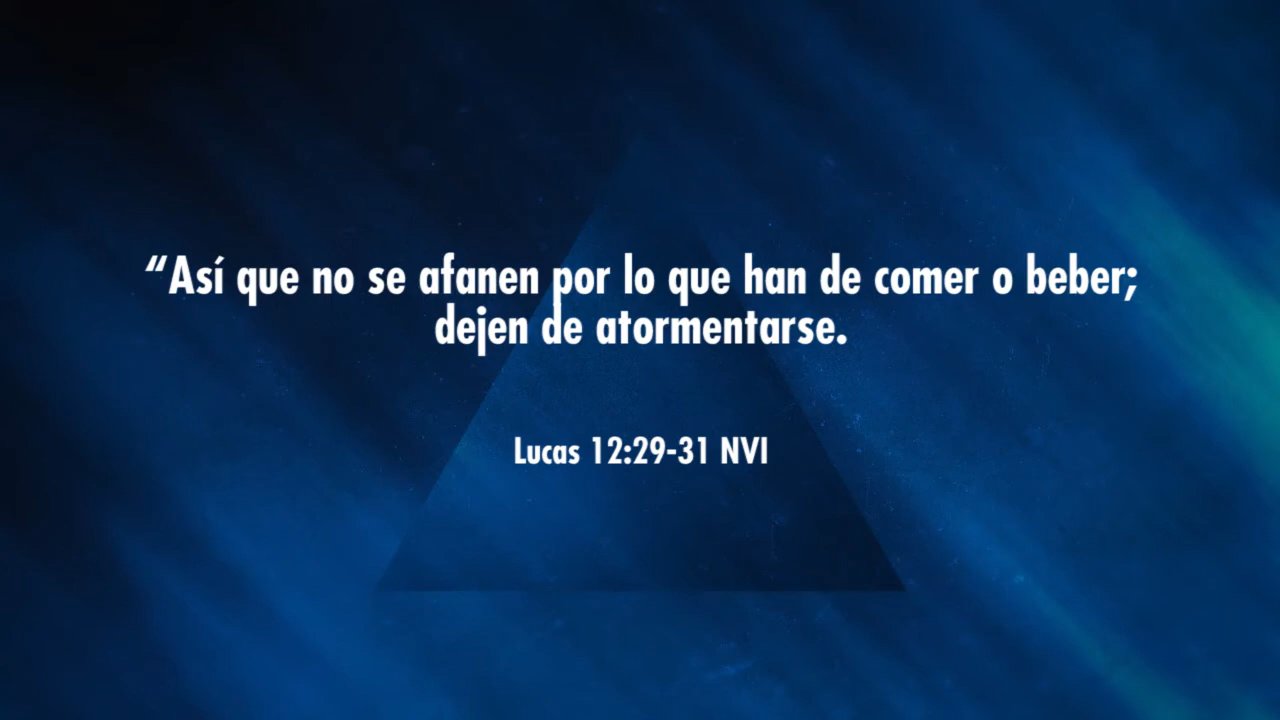 “Así que no se afanen por lo que han de comer o beber;
dejen de atormentarse.
Lucas 12:29-31 NVI